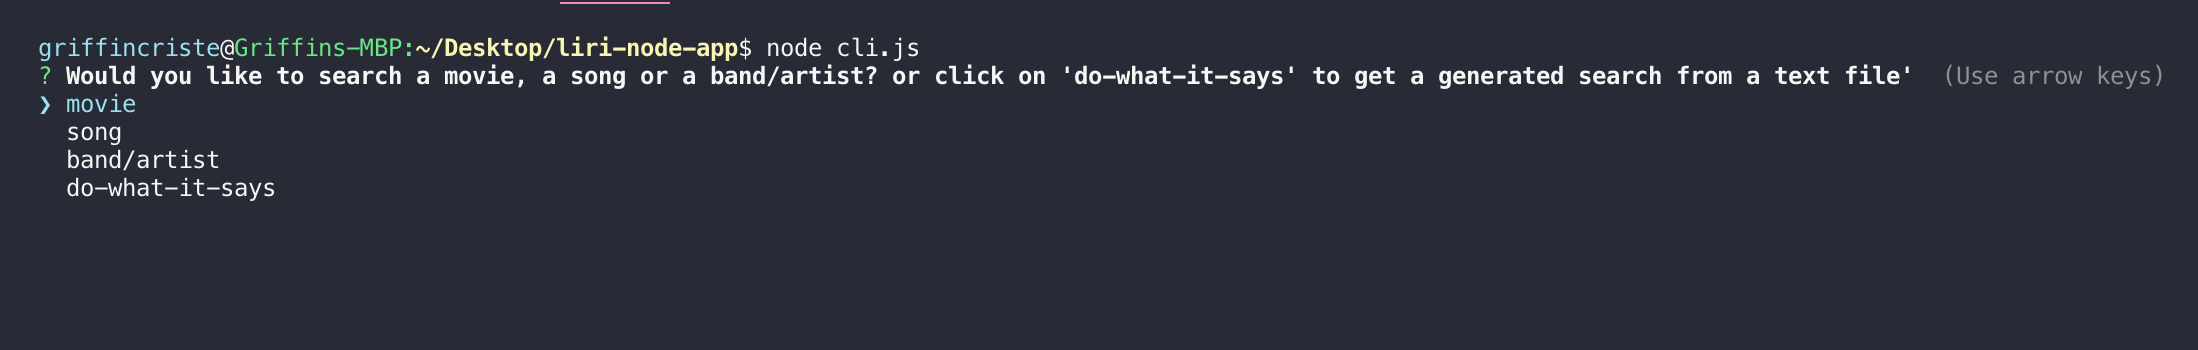 griffincriste@Griffins-MBP:~/Desktop/liri-node-app$ node cli.js
? Would you like to search a movie, a song or a band/artist? or click on 'do-what-it-says' to get a generated search from a text file'  (Use arrow keys)
❯ movie
  song
  band/artist
  do-what-it-says